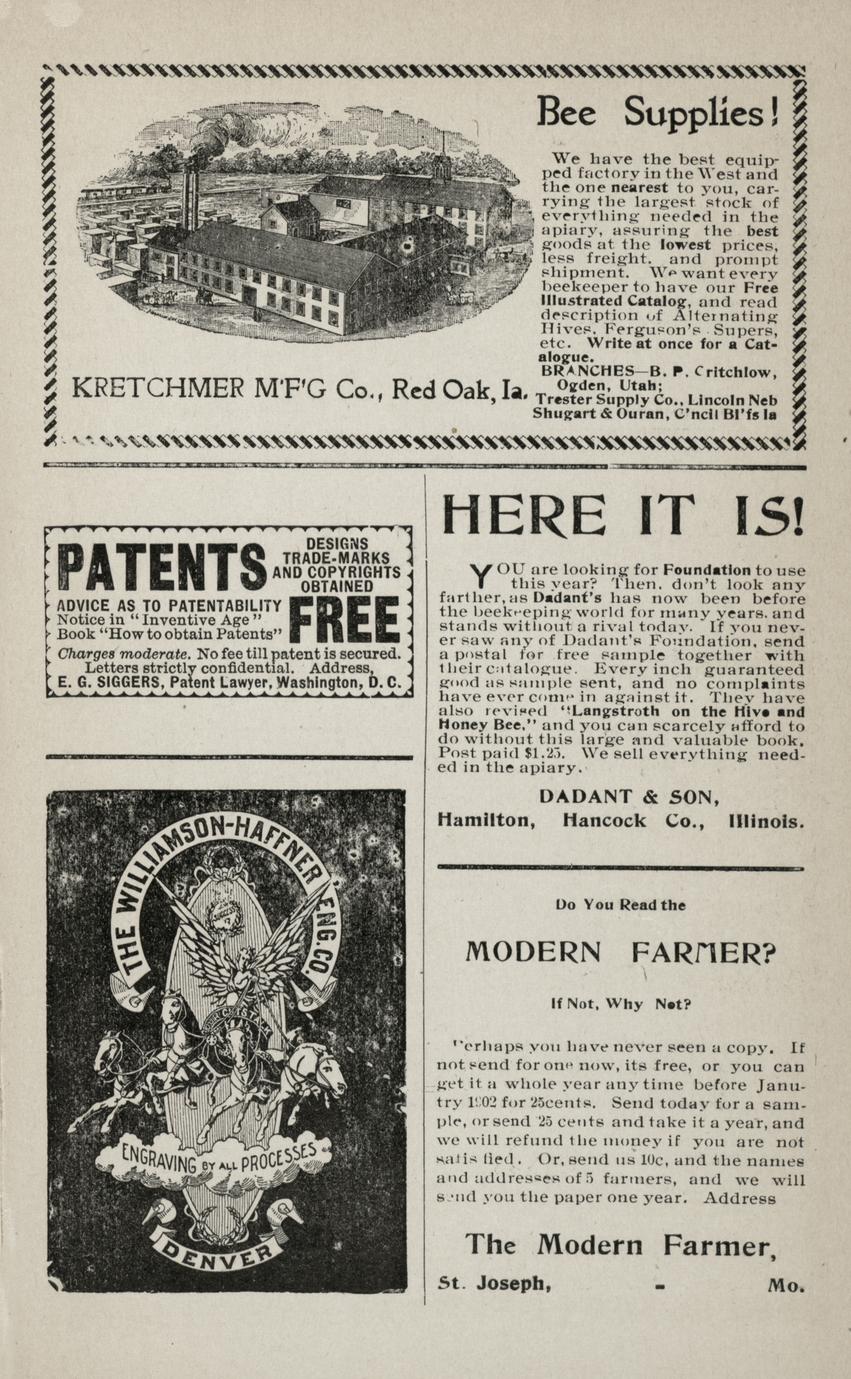 Bee Supplies!
We have the best equip-
ped factory in the West and
the one nearest to you, car-
rying the largest stock of
everything needed in the
apiary, assuring the best
goods at the lowest prices,
less freight. and prompt
shipment. We want every
beekeeper to have our Free
Illustrated Catalog, and read
description of Alternating
Hives, Ferguson's Supers,
etc. Write at once for a Cat-
alogue.
BRANCHES—B. P. Critchlow,
Ogden, Utah;
Trester Supply Co., Lincoln Neb
Shugart & Ouran, C'ncil Bl'fs Ia
KRETCHMER M'F'G Co., Red Oak, Ia.
PATENTS
DESIGNS
TRADE-MARKS
AND COPYRIGHTS
OBTAINED
ADVICE AS TO PATENTABILITY
Notice in "Inventive Age"
Book "How to obtain Patents"
FREE
Charges moderate. No fee till patent is secured.
Letters strictly confidential. Address,
E. G. SIGGERS, Patent Lawyer, Washington, D. C.
THE WILLIAMSON-HAFFNER ENG. CO.
ENGRAVING BY ALL PROCESSES
DENVER
HERE IT IS!
YOU are looking for Foundation to use
this year? Then, don't look any
farther, as Dadant's has now been before
the beekeeping world for many years. and
stands without a rival today. If you nev-
er saw any of Dadant's Foundation, send
a postal for free sample together with
their catalogue. Every inch guaranteed
good as sample sent, and no complaints
have ever come in against it. They have
also revised "Langstroth on the Hive and
Honey Bee," and you can scarcely afford to
do without this large and valuable book.
Post paid $1.25. We sell everything need-
ed in the apiary.
DADANT & SON,
Hamilton, Hancock Co., Illinois.
Do You Read the
MODERN FARMER?
If Not, Why Not?
Perhaps you have never seen a copy. If
not send for one now, its free, or you can
get it a whole year any time before Janu-
try 1902 for 25cents. Send today for a sam-
ple, or send 25 cents and take it a year, and
we will refund the money if you are not
satisfied. Or, send us 10c, and the names
and addresses of 5 farmers, and we will
send you the paper one year. Address
The Modern Farmer,
St. Joseph, - Mo.